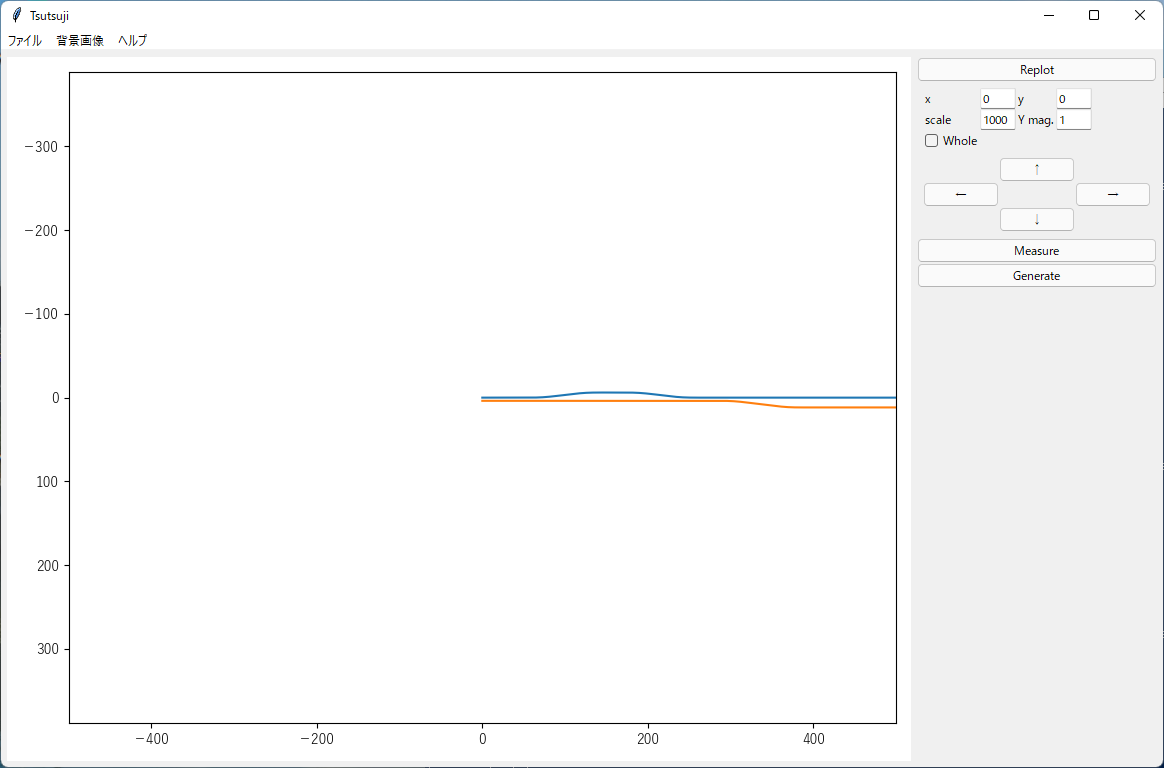 Tsutsuji
ファイル 背景画像 ヘルプ
Replot
x 0 y 0
scale 1000 Y mag. 1
Whole
↑
← →
↓
Measure
Generate
−300
−200
−100
0
100
200
300
−400 −200 0 200 400